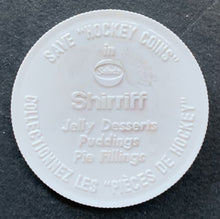 SAVE "HOCKEY COINS"
in
Shirriff
Jelly Desserts
Puddings
Pie Fillings
COLLECTIONNEZ LES "PIÈCES DE HOCKEY"